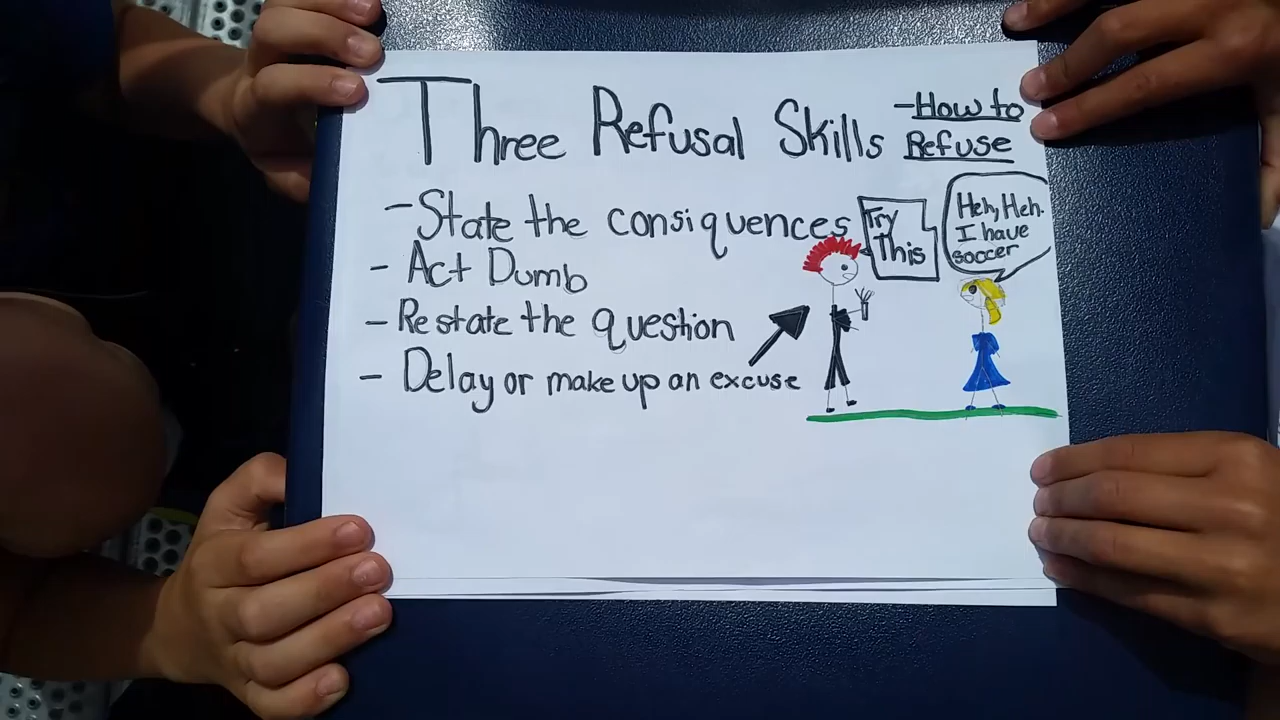 Three Refusal Skills
-How to
Refuse
-State the consiquences
- Act Dumb
- Restate the question
- Delay or make up an excuse
Try
This
Heh, Heh.
I have
soccer